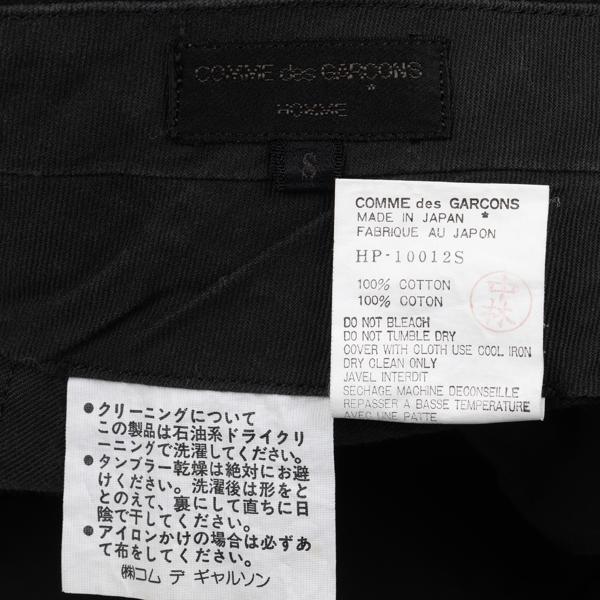 COMME des GARCONS
*
HOMME
S
COMME des GARCONS
MADE IN JAPAN *
FABRIQUE AU JAPON
HP-10012S
100% COTTON
100% COTON
中林
DO NOT BLEACH
DO NOT TUMBLE DRY
COVER WITH CLOTH USE COOL IRON
DRY CLEAN ONLY
JAVEL INTERDIT
SECHAGE MACHINE DECONSEILLE
REPASSER A BASSE TEMPERATURE
AVEC UNE PATTE
●クリーニングについて
この製品は石油系ドライクリ
ーニングで洗濯してください。
●タンブラー乾燥は絶対にお避
けください。洗濯後は形をと
とのえて、裏にして直ちに日
陰で干してください。
●アイロンかけの場合は必ずあ
て布をしてください。
㈱コム デ ギャルソン